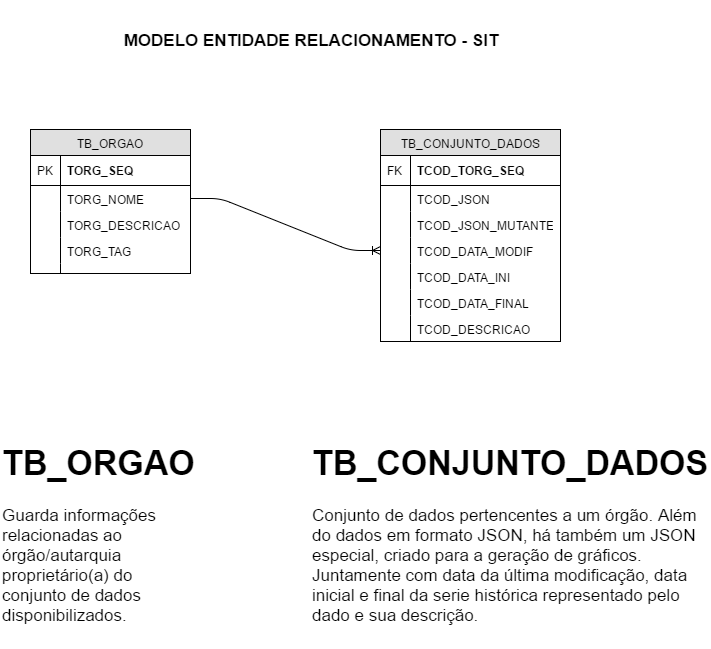 MODELO ENTIDADE RELACIONAMENTO - SIT
TB_ORGAO
PK TORG_SEQ
TORG_NOME
TORG_DESCRICAO
TORG_TAG
TB_CONJUNTO_DADOS
FK TCOD_TORG_SEQ
TCOD_JSON
TCOD_JSON_MUTANTE
TCOD_DATA_MODIF
TCOD_DATA_INI
TCOD_DATA_FINAL
TCOD_DESCRICAO
TB_ORGAO
Guarda informações
relacionadas ao
órgão/autarquia
proprietário(a) do
conjunto de dados
disponibilizados.
TB_CONJUNTO_DADOS
Conjunto de dados pertencentes a um órgão. Além
do dados em formato JSON, há também um JSON
especial, criado para a geração de gráficos.
Juntamente com data da última modificação, data
inicial e final da serie histórica representado pelo
dado e sua descrição.